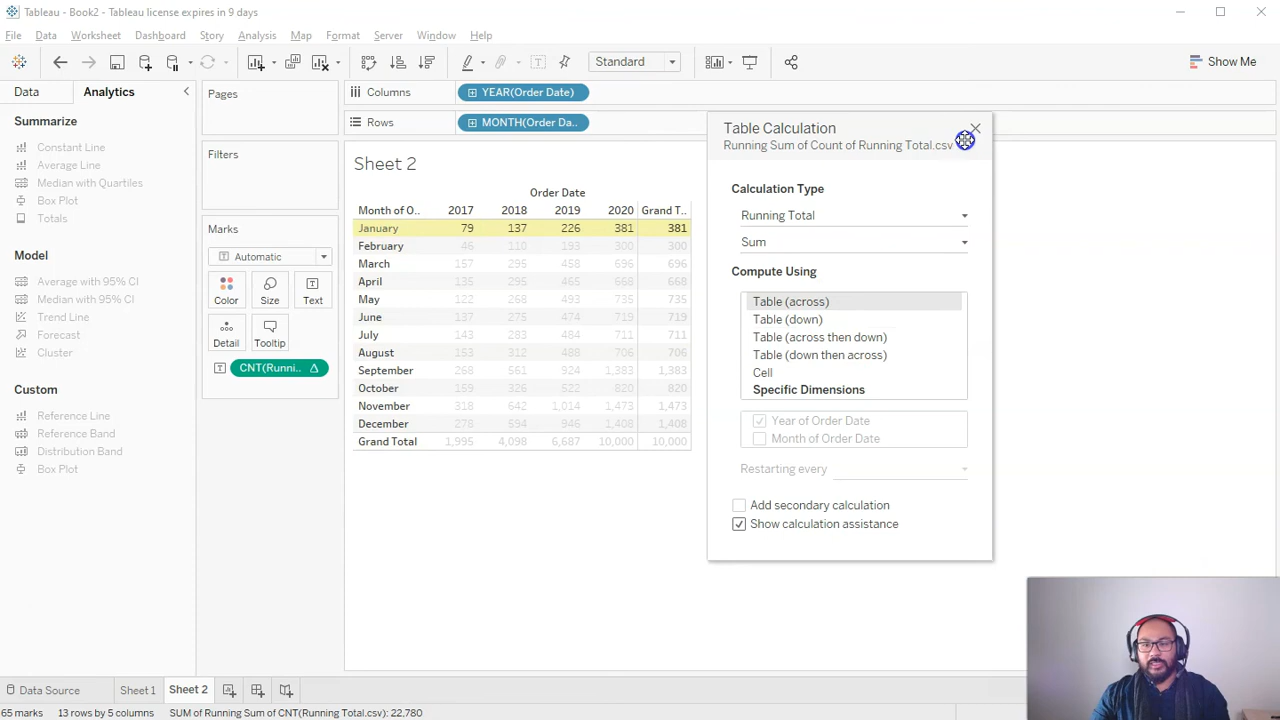 Tableau - Book2 - Tableau license expires in 9 days
File Data Worksheet Dashboard Story Analysis Map Format Server Window Help
Standard
Show Me
Data Analytics
Summarize
Constant Line
Average Line
Median with Quartiles
Box Plot
Totals
Model
Average with 95% CI
Median with 95% CI
Trend Line
Forecast
Cluster
Custom
Reference Line
Reference Band
Distribution Band
Box Plot
Pages
Filters
Marks
Automatic
Color Size Text
Detail Tooltip
CNT(Runni..
Columns YEAR(Order Date)
Rows MONTH(Order Da..
Sheet 2
Order Date
Month of O.. 2017 2018 2019 2020 Grand T..
January 79 137 226 381 381
February 46 110 193 300 300
March 157 295 458 696 696
April 135 295 465 668 668
May 122 268 493 735 735
June 137 275 474 719 719
July 143 283 484 711 711
August 153 312 488 706 706
September 268 561 924 1,383 1,383
October 159 326 522 820 820
November 318 642 1,014 1,473 1,473
December 278 594 946 1,408 1,408
Grand Total 1,995 4,098 6,687 10,000 10,000
Table Calculation
Running Sum of Count of Running Total.csv
Calculation Type
Running Total
Sum
Compute Using
Table (across)
Table (down)
Table (across then down)
Table (down then across)
Cell
Specific Dimensions
Year of Order Date
Month of Order Date
Restarting every
Add secondary calculation
Show calculation assistance
Data Source Sheet 1 Sheet 2
65 marks 13 rows by 5 columns SUM of Running Sum of CNT(Running Total.csv): 22,780